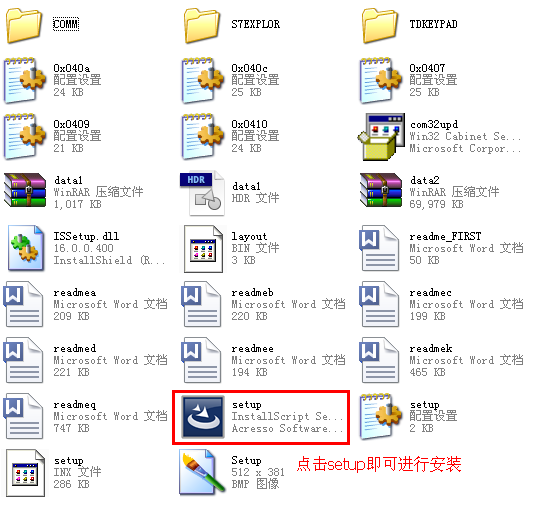 COMM
S7EXPLOR
TDKEYPAD
0x040a
配置设置
24 KB
0x040c
配置设置
25 KB
0x0407
配置设置
25 KB
0x0409
配置设置
21 KB
0x0410
配置设置
24 KB
com32upd
Win32 Cabinet Se...
Microsoft Corpor...
data1
WinRAR 压缩文件
1,017 KB
HDR
data1
HDR 文件
data2
WinRAR 压缩文件
69,979 KB
ISSetup.dll
16.0.0.400
InstallShield (R...
layout
BIN 文件
3 KB
readme_FIRST
Microsoft Word 文档
50 KB
readmea
Microsoft Word 文档
209 KB
readmeb
Microsoft Word 文档
220 KB
readmec
Microsoft Word 文档
199 KB
readmed
Microsoft Word 文档
221 KB
readmee
Microsoft Word 文档
194 KB
readmek
Microsoft Word 文档
465 KB
readmeq
Microsoft Word 文档
747 KB
setup
InstallScript Se...
Acresso Software...
setup
配置设置
2 KB
setup
INX 文件
286 KB
Setup
512 x 381
BMP 图像
点击setup即可进行安装